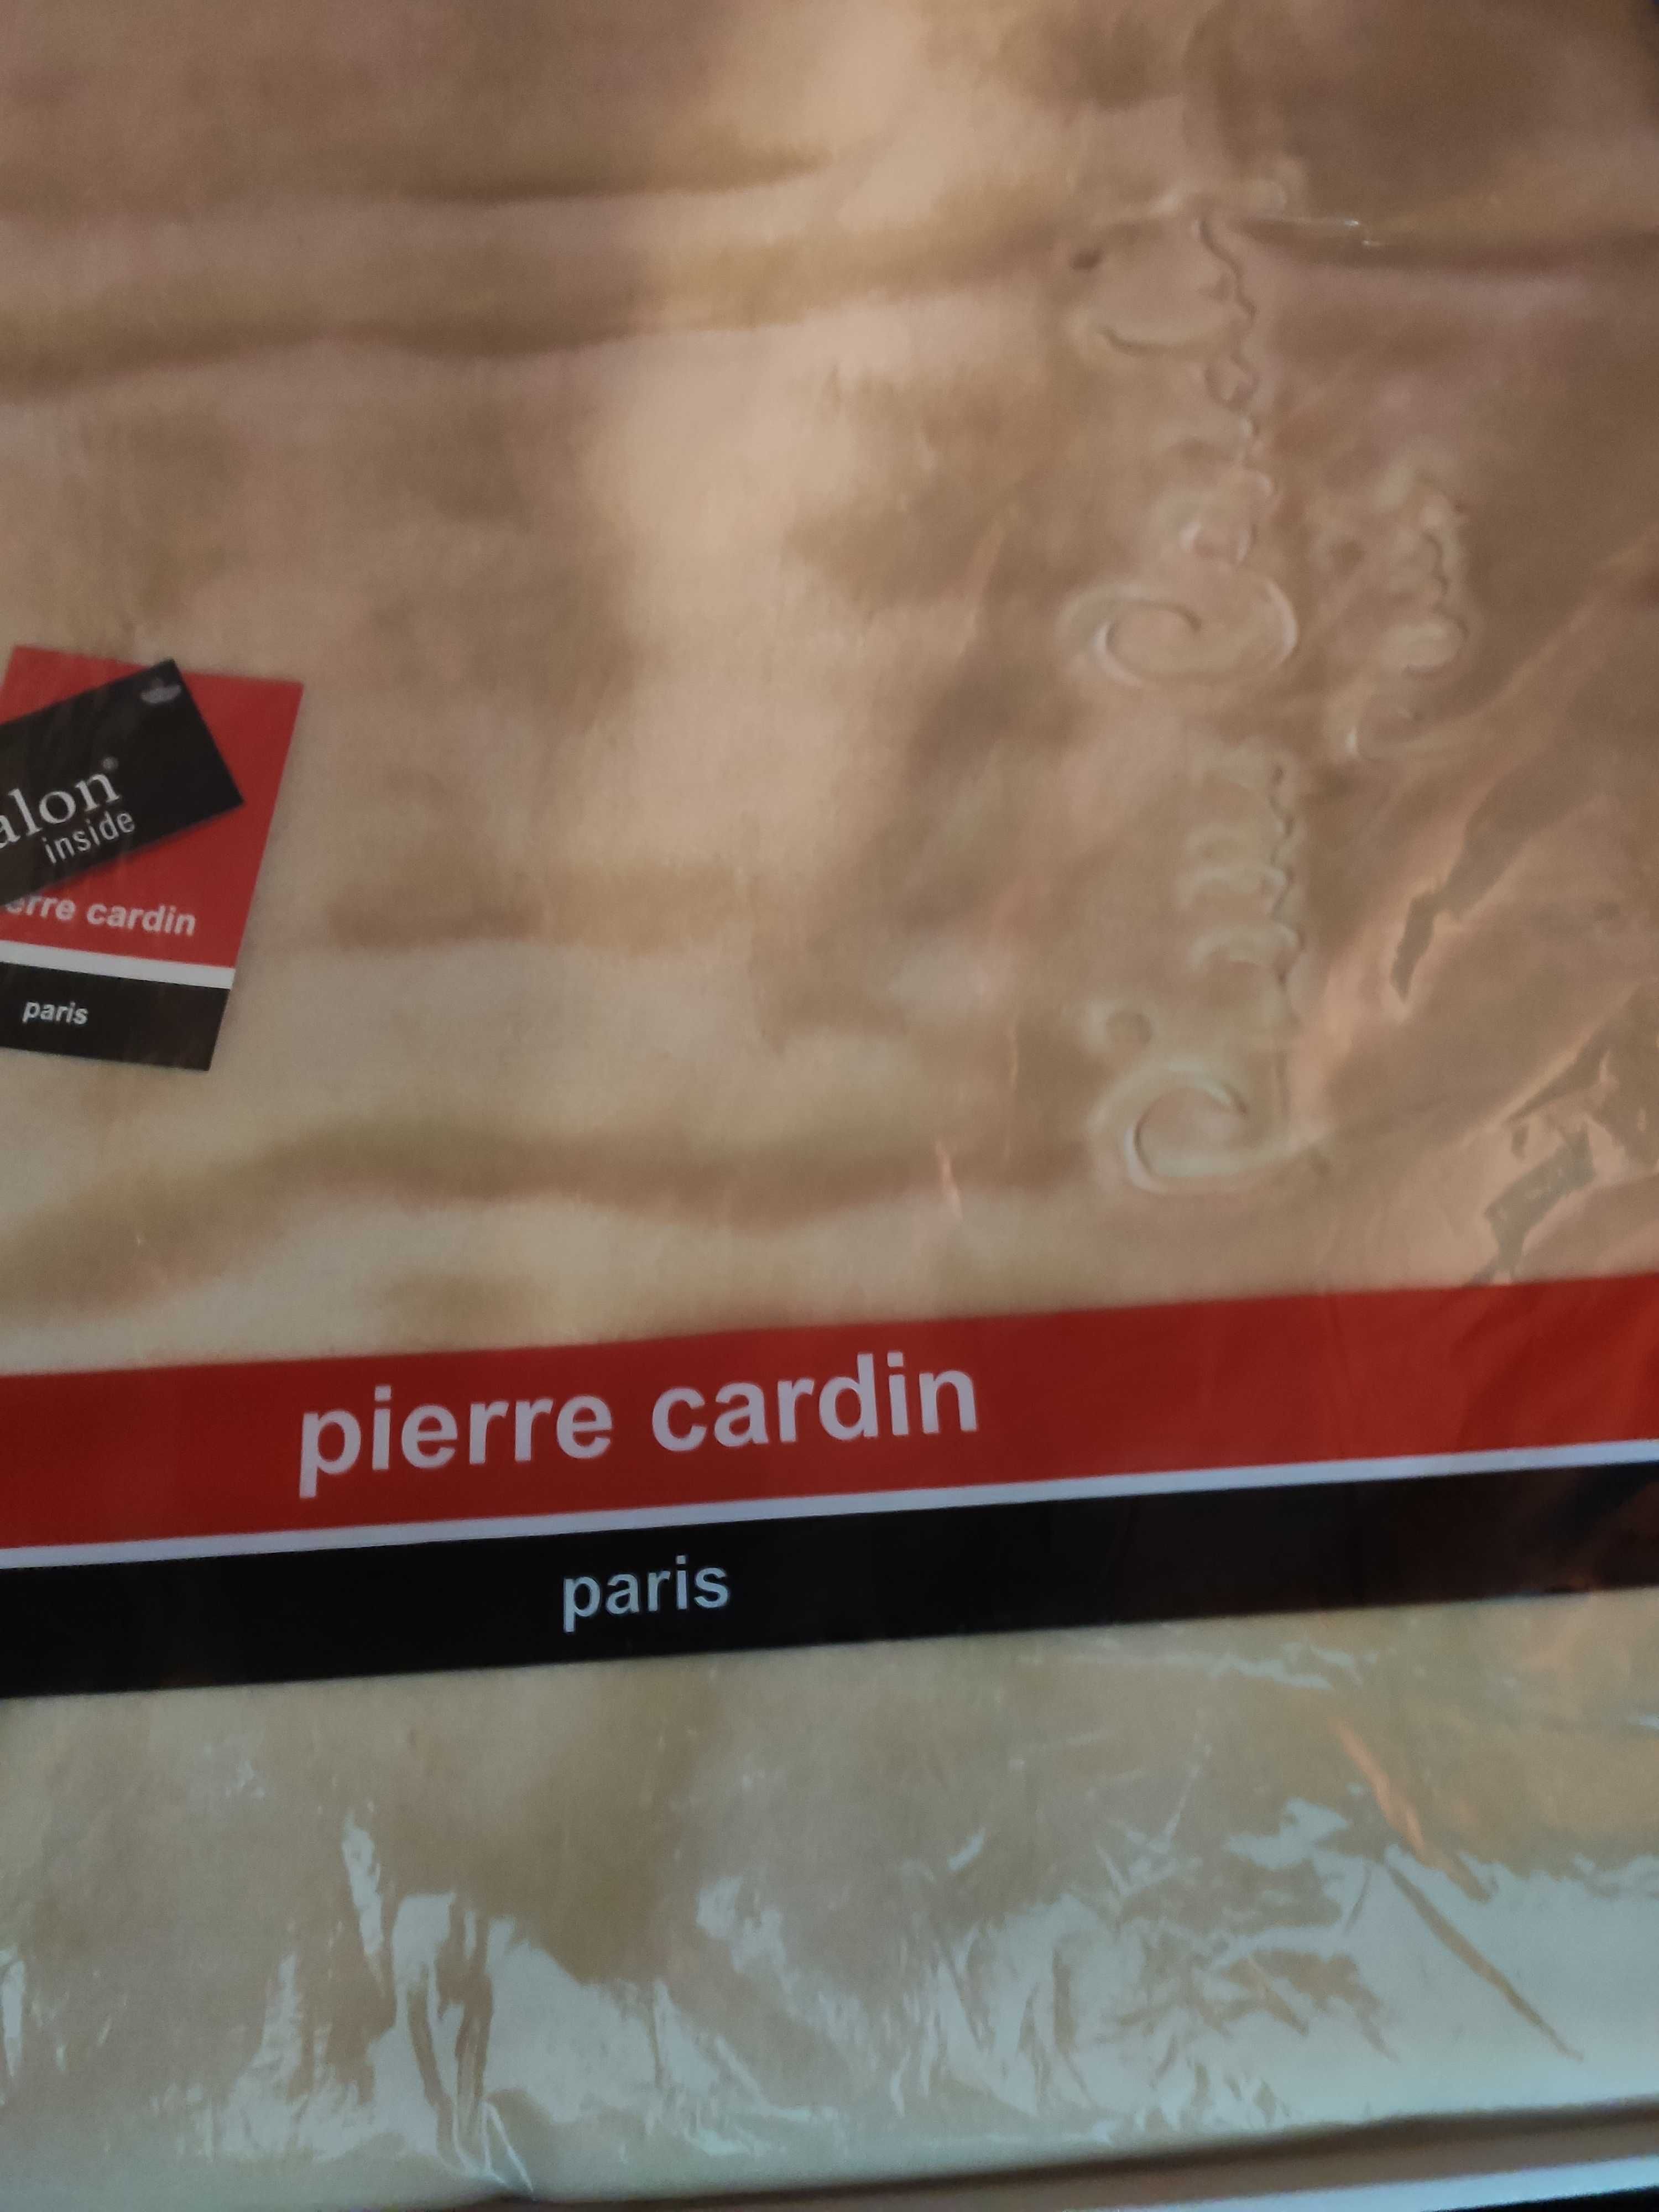 alon®
inside
erre cardin
paris
pierre cardin
paris